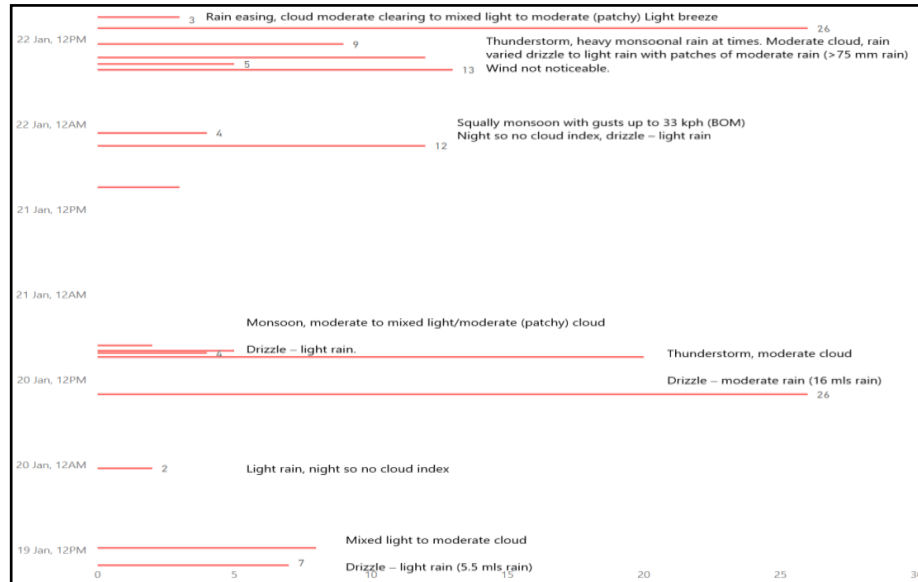 3 Rain easing, cloud moderate clearing to mixed light to moderate (patchy) Light breeze
26
22 Jan, 12PM
9 Thunderstorm, heavy monsoonal rain at times. Moderate cloud, rain
varied drizzle to light rain with patches of moderate rain (>75 mm rain)
5
13 Wind not noticeable.
22 Jan, 12AM
Squally monsoon with gusts up to 33 kph (BOM)
4 Night so no cloud index, drizzle – light rain
12
21 Jan, 12PM
21 Jan, 12AM
Monsoon, moderate to mixed light/moderate (patchy) cloud
4 Drizzle – light rain.
Thunderstorm, moderate cloud
20 Jan, 12PM
Drizzle – moderate rain (16 mls rain)
26
20 Jan, 12AM
2 Light rain, night so no cloud index
Mixed light to moderate cloud
19 Jan, 12PM
7 Drizzle – light rain (5.5 mls rain)
0 5 10 15 20 25 30